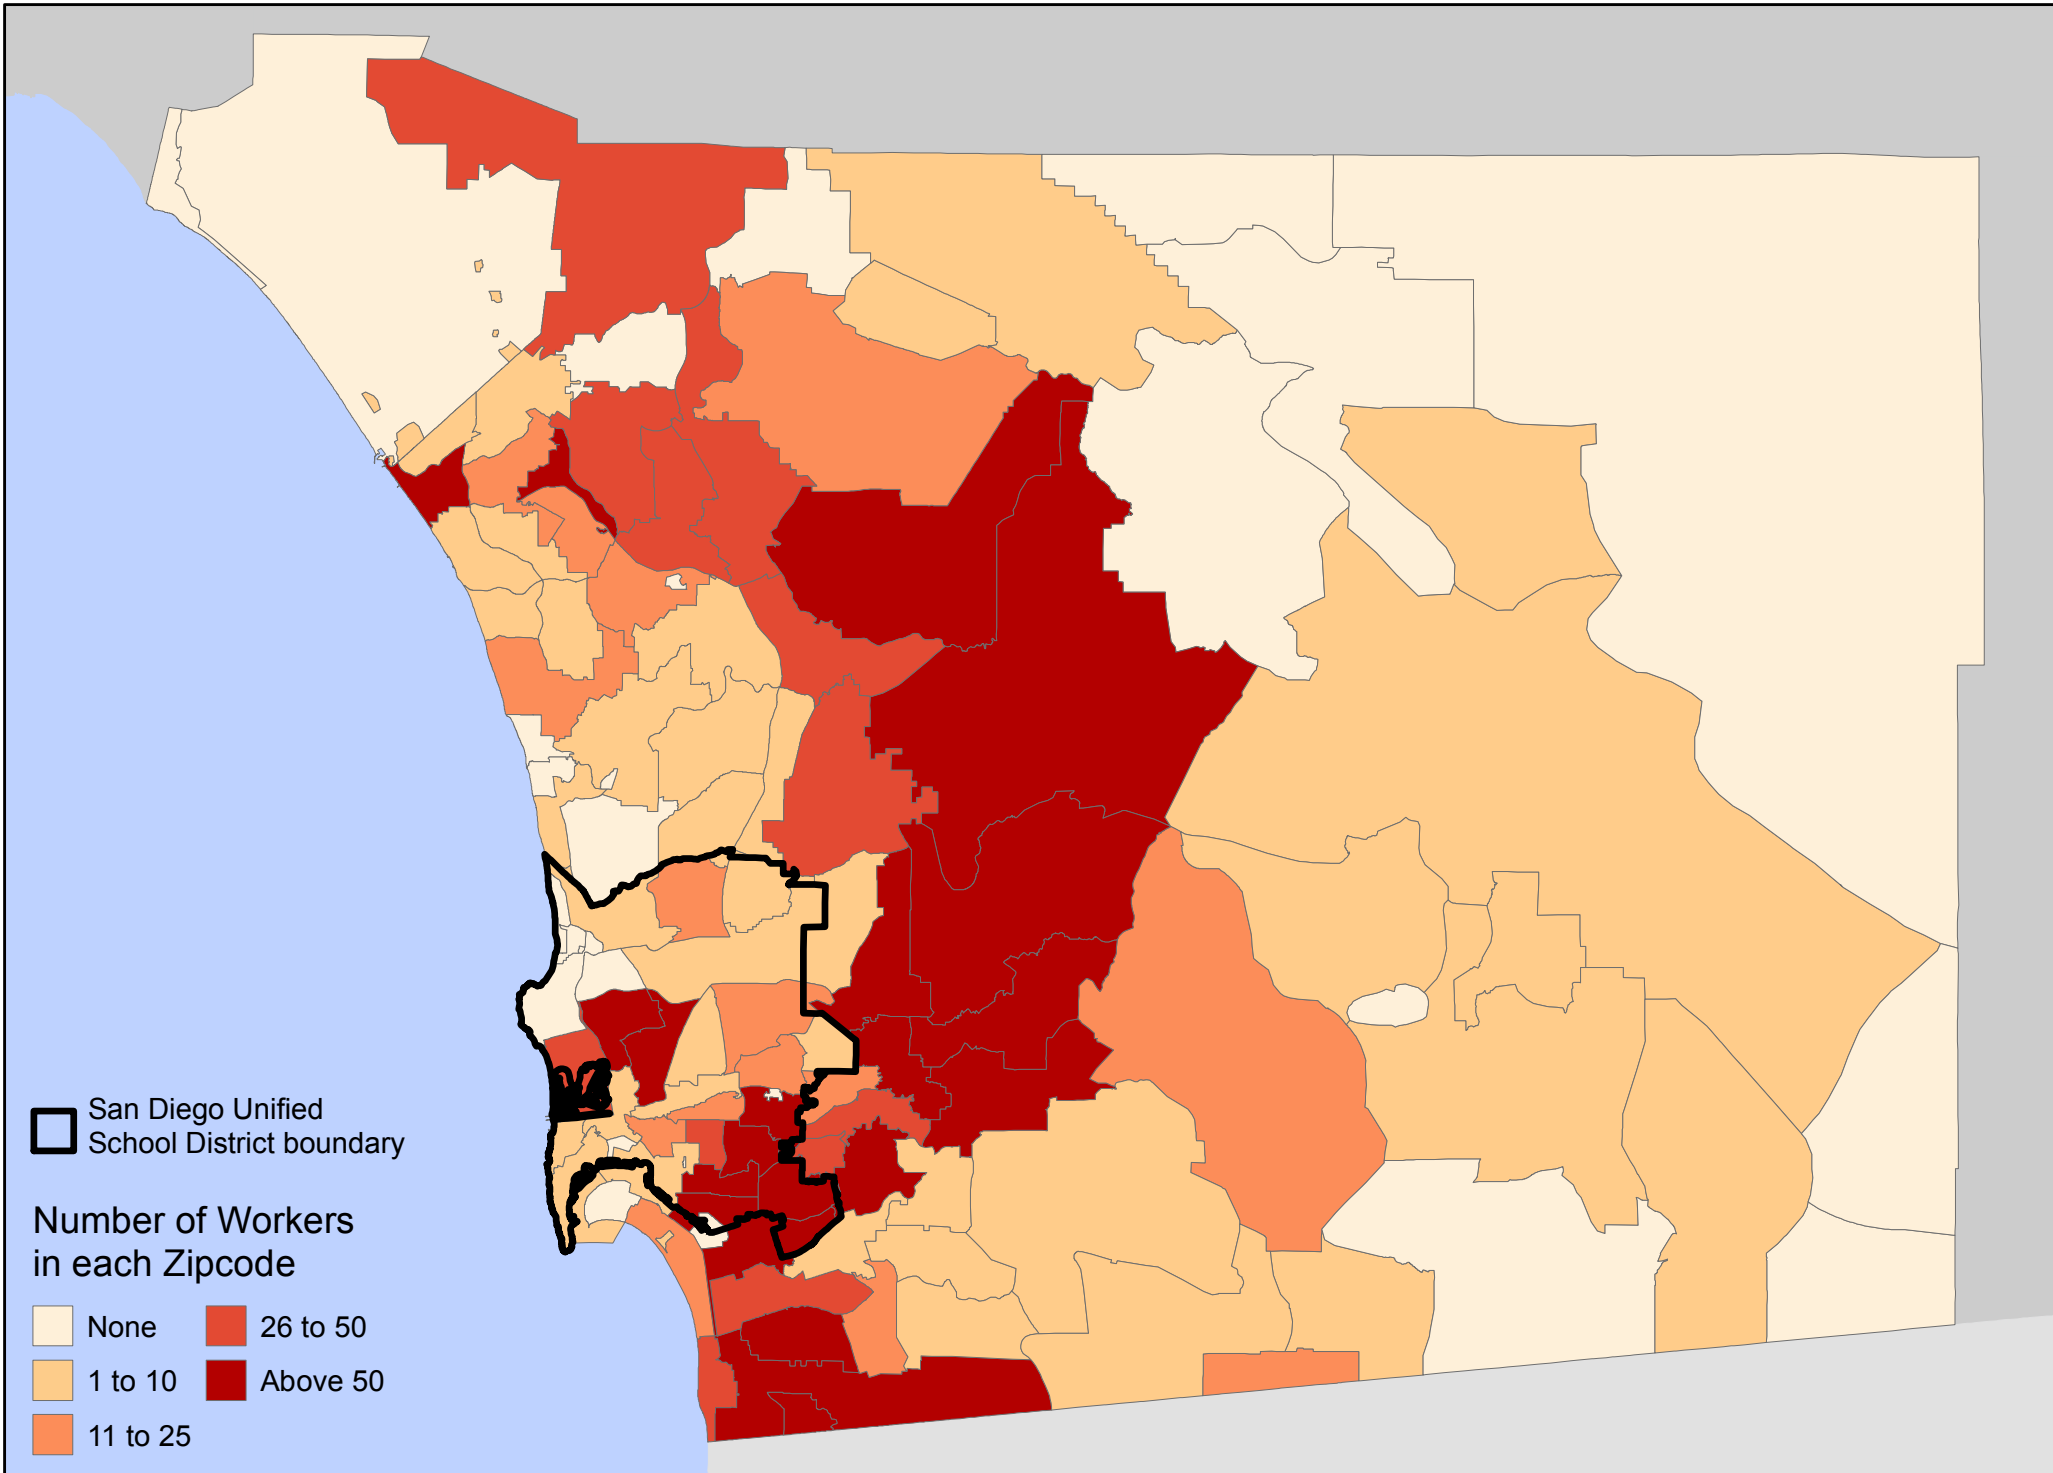 San Diego Unified
School District boundary
Number of Workers
in each Zipcode
None
26 to 50
1 to 10
Above 50
11 to 25